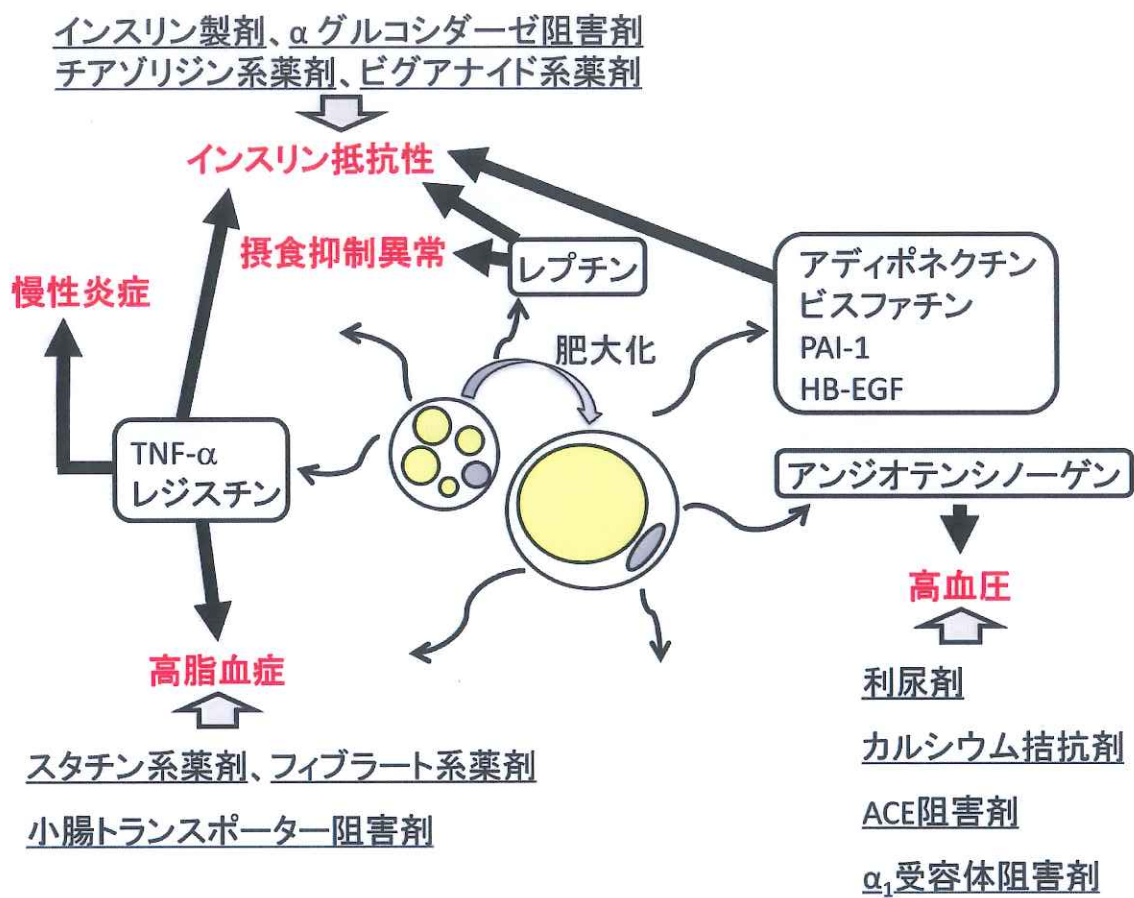 インスリン製剤、αグルコシダーゼ阻害剤
チアゾリジン系薬剤、ビグアナイド系薬剤
インスリン抵抗性
摂食抑制異常
レプチン
慢性炎症
アディポネクチン
ビスファチン
PAI-1
HB-EGF
肥大化
TNF-α
レジスチン
アンジオテンシノーゲン
高血圧
高脂血症
利尿剤
スタチン系薬剤、フィブラート系薬剤
カルシウム拮抗剤
小腸トランスポーター阻害剤
ACE阻害剤
α₁受容体阻害剤